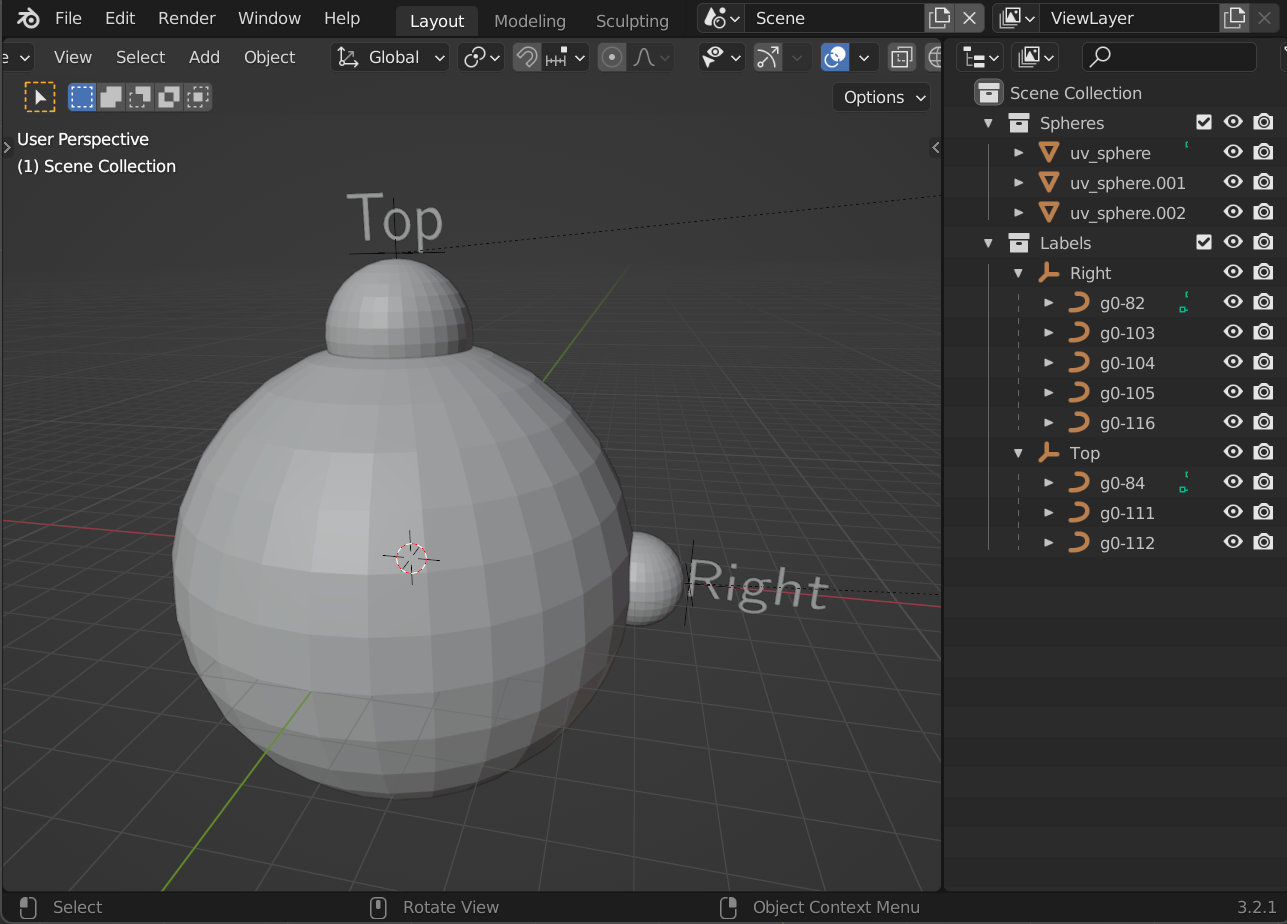 File Edit Render Window Help Layout Modeling Sculpting Scene ViewLayer
View Select Add Object Global
Options
User Perspective
(1) Scene Collection
Top
Right
Scene Collection
Spheres
uv_sphere
uv_sphere.001
uv_sphere.002
Labels
Right
g0-82
g0-103
g0-104
g0-105
g0-116
Top
g0-84
g0-111
g0-112
Select Rotate View Object Context Menu 3.2.1